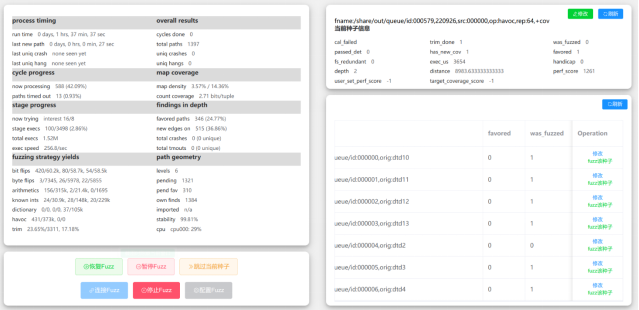 process timing
overall results
run time 0 days, 1 hrs, 37 min, 37 sec
cycles done 0
last new path 0 days, 0 hrs, 0 min, 27 sec
total paths 1397
last uniq crash none seen yet
uniq crashes 0
last uniq hang none seen yet
uniq hangs 0
cycle progress
map coverage
now processing 588 (42.09%)
map density 3.57% / 14.36%
paths timed out 13 (0.93%)
count coverage 2.71 bits/tuple
stage progress
findings in depth
now trying interest 16/8
favored paths 346 (24.77%)
stage execs 100/3498 (2.86%)
new edges on 515 (36.86%)
total execs 1.52M
total crashes 0 (0 unique)
exec speed 256.9/sec
total tmouts 0 (0 unique)
fuzzing strategy yields
path geometry
bit flips 420/60.2k, 80/58.7k, 54/58.5k
levels 6
byte flips 3/7345, 26/5978, 22/5855
pending 1321
arithmetics 156/315k, 2/21.4k, 0/1695
pend fav 310
known ints 24/30.9k, 28/148k, 20/229k
own finds 1384
dictionary 0/0, 0/0, 37/105k
imported n/a
havoc 431/373k, 0/0
stability 99.81%
trim 23.65%/3311, 17.18%
cpu cpu000: 29%
恢复Fuzz
暂停Fuzz
跳过当前种子
连接Fuzz
停止Fuzz
配置Fuzz
修改
刷新
fname:/share/out/queue/id:000579,220926,src:000000,op:havoc,rep:64,+cov
当前种子信息
cal_failed
trim_done 1
was_fuzzed 0
passed_det 0
has_new_cov 1
favored 1
fs_redundant 0
exec_us 3654
handicap 0
depth 2
distance 8983.633333333333
perf_score 1261
user_set_perf_score -1
target_coverage_score -1
刷新
favored
was_fuzzed
Operation
ueue/id:000000,orig:dtd10
0
1
修改
fuzz该种子
ueue/id:000001,orig:dtd11
0
1
修改
fuzz该种子
ueue/id:000002,orig:dtd12
0
1
修改
fuzz该种子
ueue/id:000003,orig:dtd13
0
1
修改
fuzz该种子
ueue/id:000004,orig:dtd2
0
0
修改
fuzz该种子
ueue/id:000005,orig:dtd3
0
1
修改
fuzz该种子
ueue/id:000006,orig:dtd4
0
1
修改
fuzz该种子